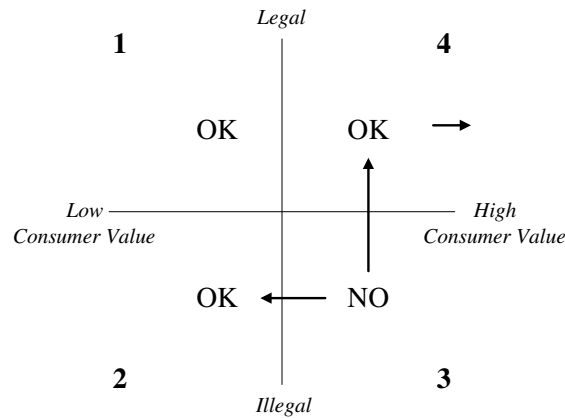 Legal
1
4
OK
OK
Low
Consumer Value
High
Consumer Value
OK
NO
2
3
Illegal